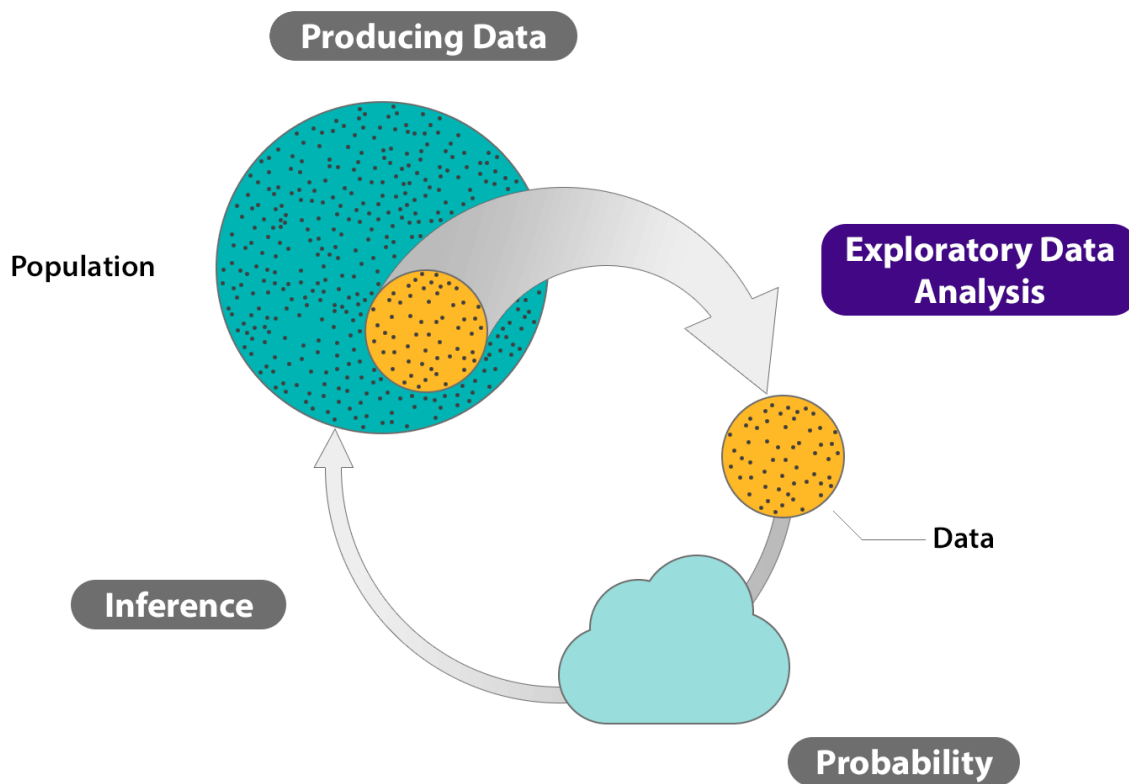 Producing Data
Population
Exploratory Data
Analysis
Data
Inference
Probability